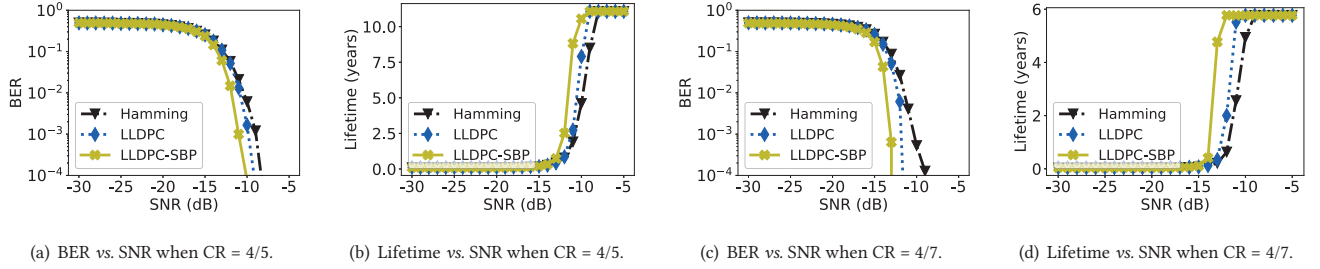 10⁰
10⁻¹
10⁻²
10⁻³
10⁻⁴
BER
Hamming
LLDPC
LLDPC-SBP
-30 -25 -20 -15 -10 -5
SNR (dB)
(a) BER vs. SNR when CR = 4/5.
10.0
7.5
5.0
2.5
0.0
Lifetime (years)
Hamming
LLDPC
LLDPC-SBP
-30 -25 -20 -15 -10 -5
SNR (dB)
(b) Lifetime vs. SNR when CR = 4/5.
10⁰
10⁻¹
10⁻²
10⁻³
10⁻⁴
BER
Hamming
LLDPC
LLDPC-SBP
-30 -25 -20 -15 -10 -5
SNR (dB)
(c) BER vs. SNR when CR = 4/7.
6
4
2
0
Lifetime (years)
Hamming
LLDPC
LLDPC-SBP
-30 -25 -20 -15 -10 -5
SNR (dB)
(d) Lifetime vs. SNR when CR = 4/7.